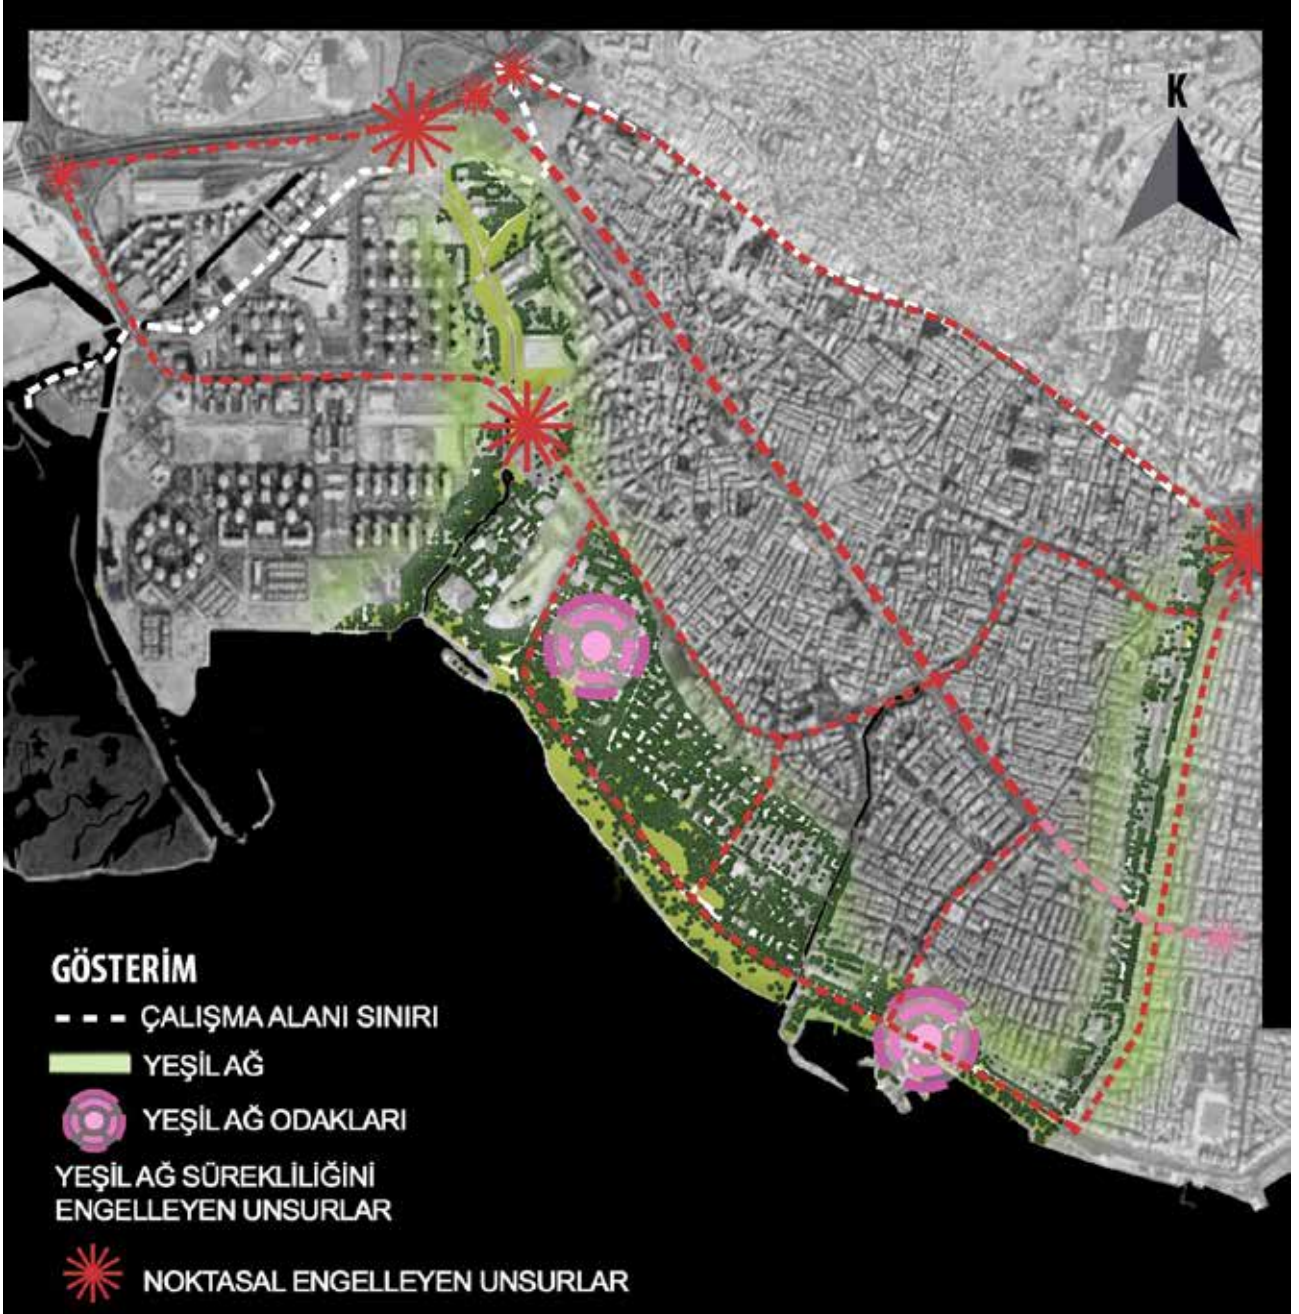 K
GÖSTERİM
ÇALIŞMA ALANI SINIRI
YEŞİL AĞ
YEŞİL AĞ ODAKLARI
YEŞİL AĞ SÜREKLİLİĞİNİ
ENGELLEYEN UNSURLAR
NOKTASAL ENGELLEYEN UNSURLAR